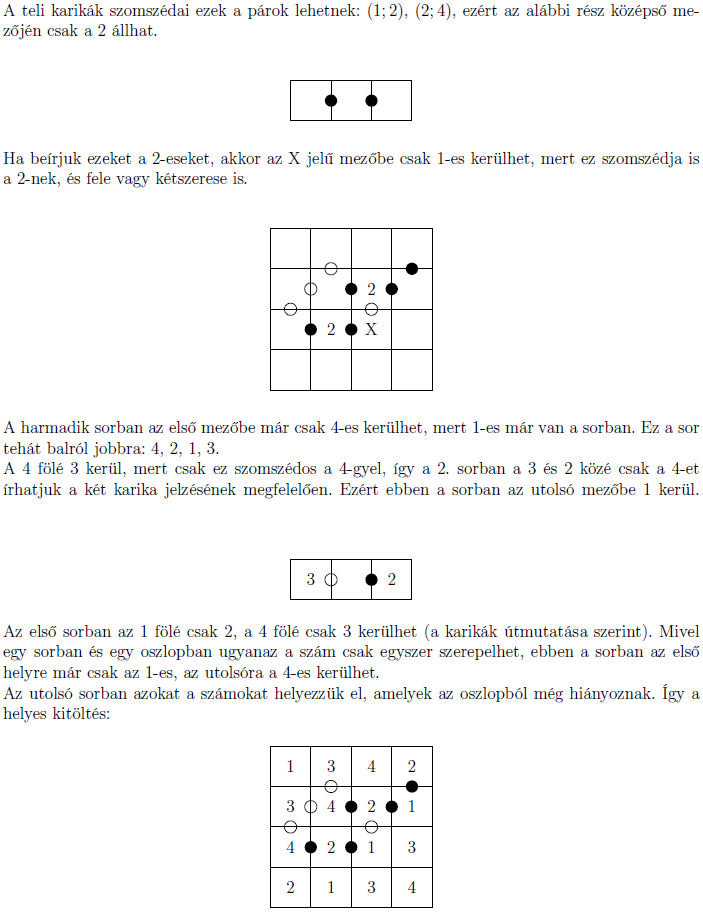 A teli karikák szomszédai ezek a párok lehetnek: (1; 2), (2; 4), ezért az alábbi rész középső me-
zőjén csak a 2 állhat.
Ha beírjuk ezeket a 2-eseket, akkor az X jelű mezőbe csak 1-es kerülhet, mert ez szomszédja is
a 2-nek, és fele vagy kétszerese is.
2
2 X
A harmadik sorban az első mezőbe már csak 4-es kerülhet, mert 1-es már van a sorban. Ez a sor
tehát balról jobbra: 4, 2, 1, 3.
A 4 fölé 3 kerül, mert csak ez szomszédos a 4-gyel, így a 2. sorban a 3 és 2 közé csak a 4-et
írhatjuk a két karika jelzésének megfelelően. Ezért ebben a sorban az utolsó mezőbe 1 kerül.
3 2
Az első sorban az 1 fölé csak 2, a 4 fölé csak 3 kerülhet (a karikák útmutatása szerint). Mivel
egy sorban és egy oszlopban ugyanaz a szám csak egyszer szerepelhet, ebben a sorban az első
helyre már csak az 1-es, az utolsóra a 4-es kerülhet.
Az utolsó sorban azokat a számokat helyezzük el, amelyek az oszlopból még hiányoznak. Így a
helyes kitöltés:
1 3 4 2
3 4 2 1
4 2 1 3
2 1 3 4